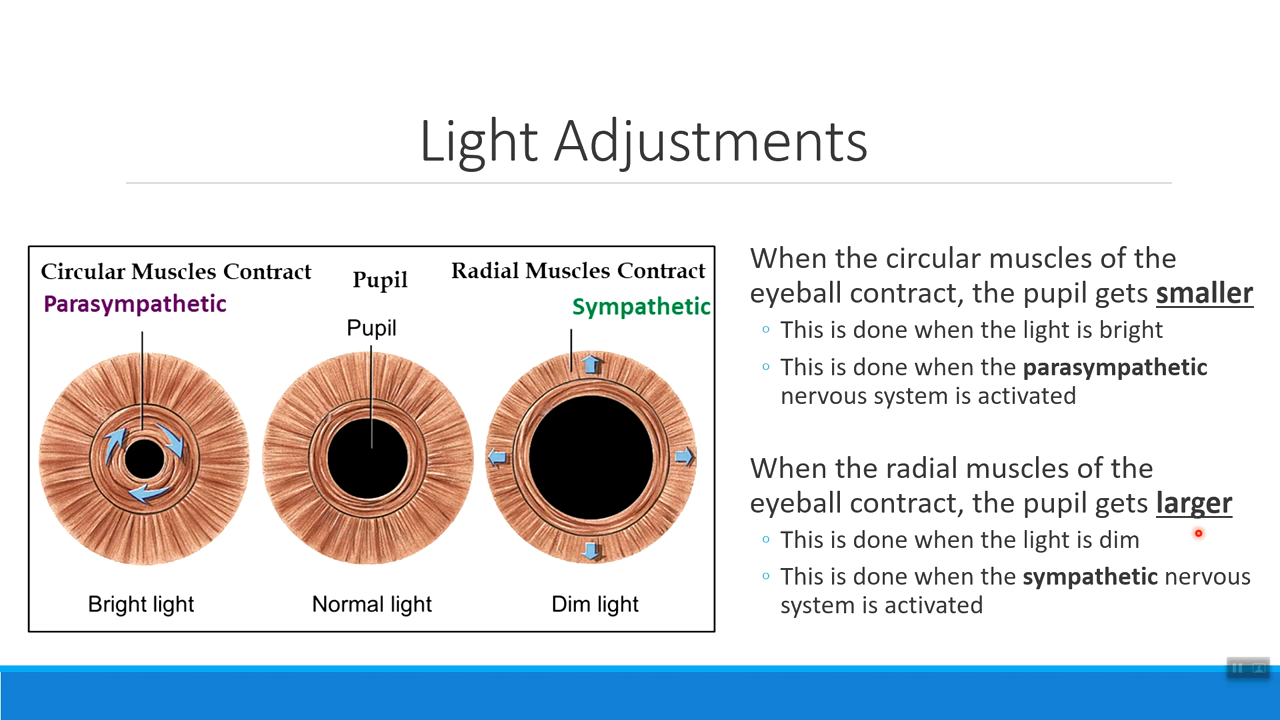 Light Adjustments
Circular Muscles Contract
Parasympathetic
Pupil
Radial Muscles Contract
Sympathetic
Pupil
Bright light
Normal light
Dim light
When the circular muscles of the
eyeball contract, the pupil gets smaller
This is done when the light is bright
This is done when the parasympathetic
nervous system is activated
When the radial muscles of the
eyeball contract, the pupil gets larger
This is done when the light is dim
This is done when the sympathetic nervous
system is activated